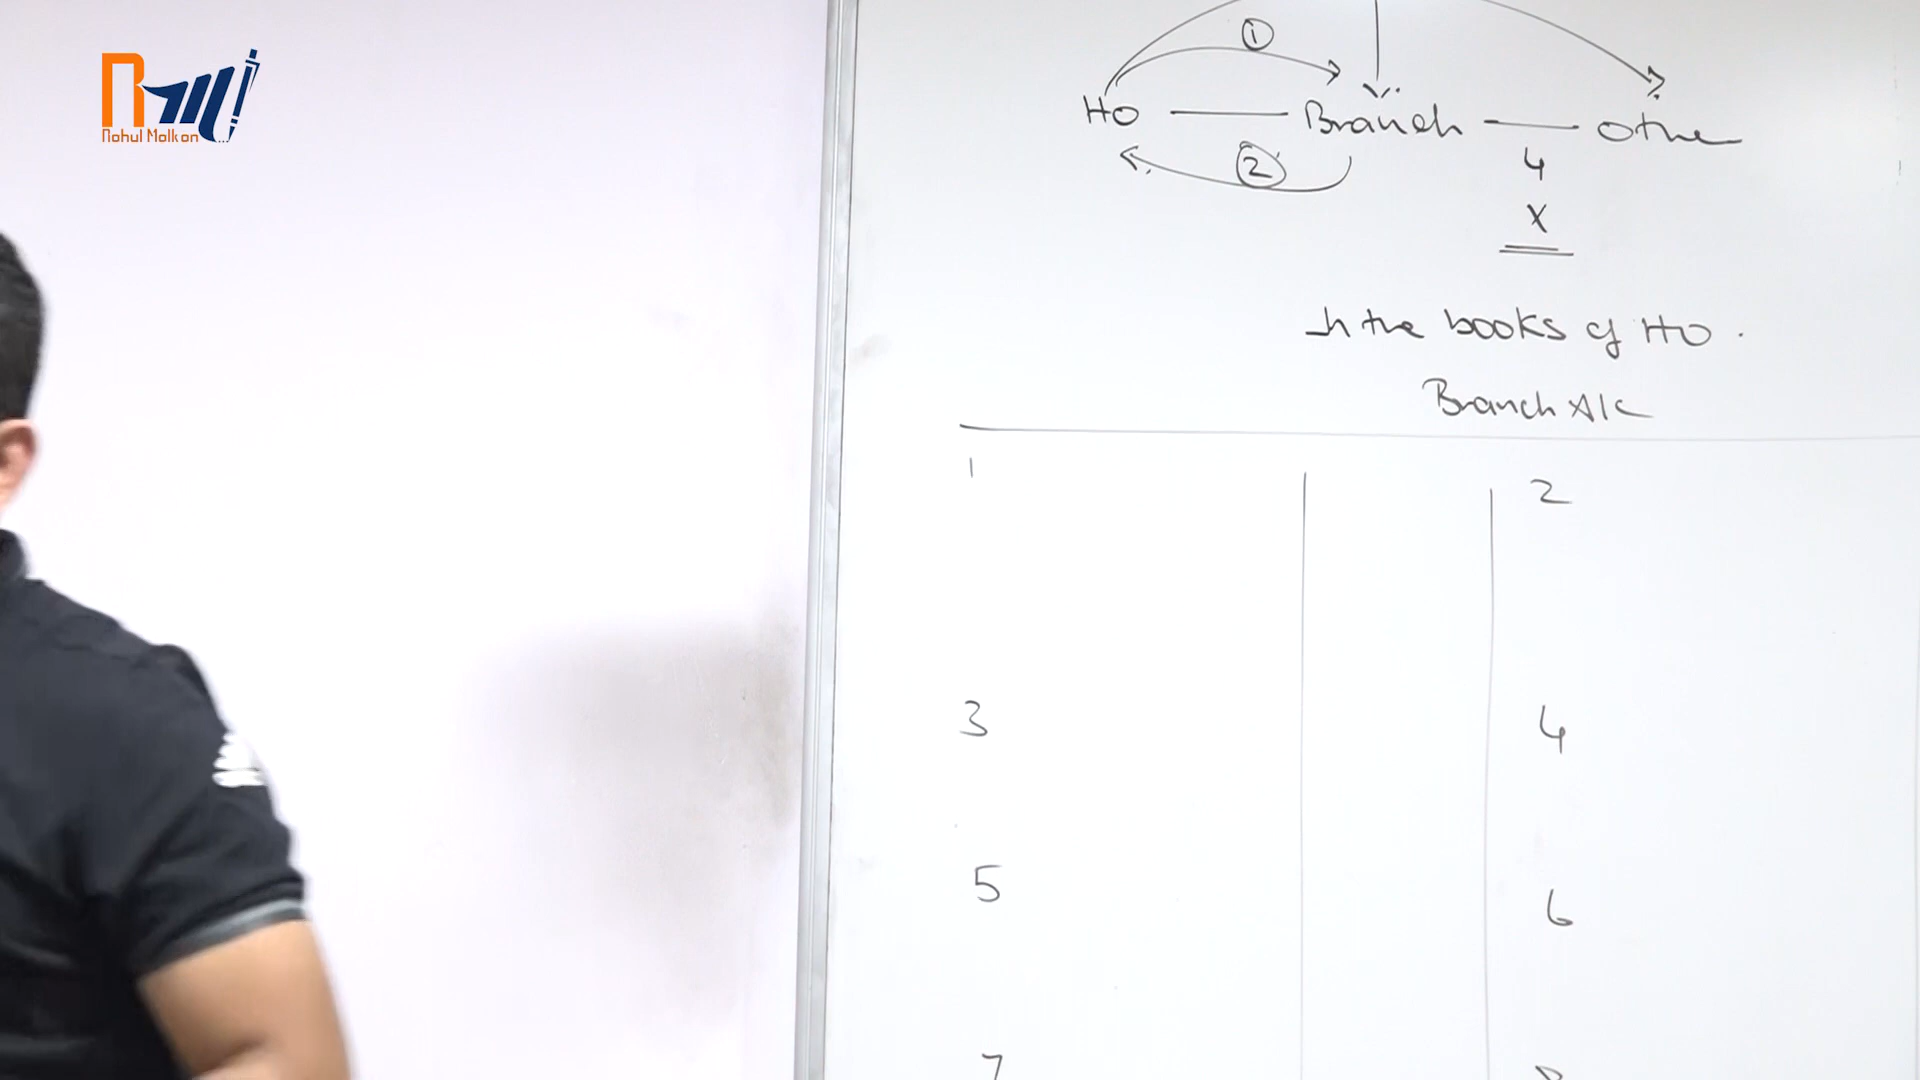 Rahul Malkan
1
HO Branch Other
2 4
X
In the books of HO.
Branch A/c
1 2
3 4
5 6
7 8